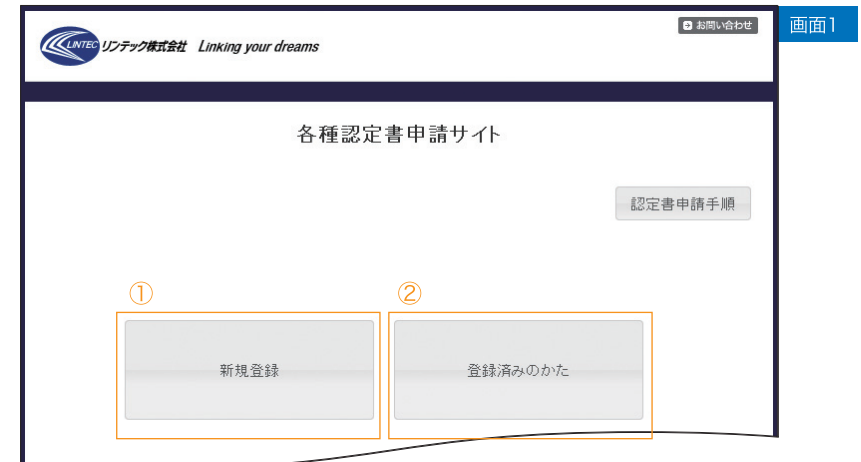 お問い合わせ
画面1
LINTEC リンテック株式会社 Linking your dreams
各種認定書申請サイト
認定書申請手順
① ②
新規登録 登録済みのかた